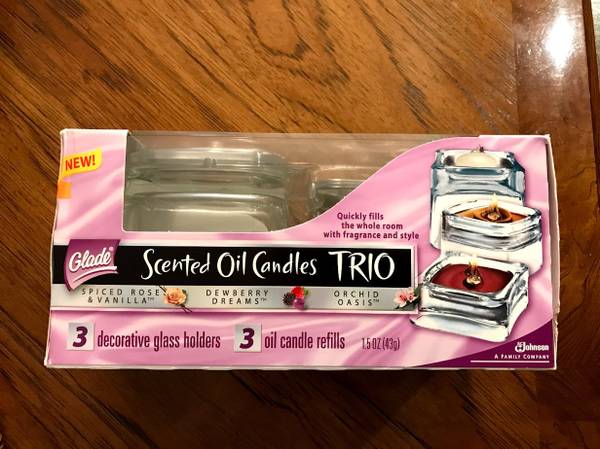 NEW!
Quickly fills
the whole room
with fragrance and style
Glade®
Scented Oil Candles TRIO
SPICED ROSE
& VANILLA™
DEWBERRY
DREAMS™
ORCHID
OASIS™
3 decorative glass holders 3 oil candle refills 1.5 OZ (43g)
SC Johnson
A FAMILY COMPANY